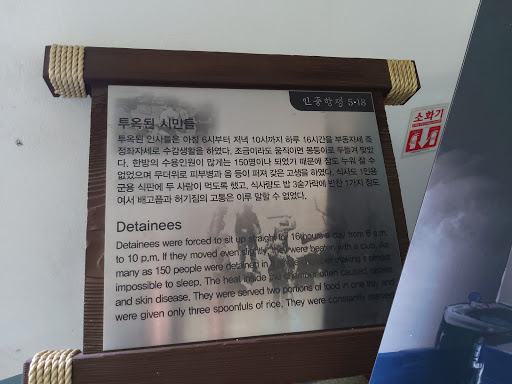 민중항쟁 5·18
투옥된 시민들
투옥된 인사들은 아침 6시부터 저녁 10시까지 하루 16시간을 부동자세 즉
정좌자세로 수감생활을 하였다. 조금이라도 움직이면 몽둥이로 두들겨 맞았
다. 한방의 수용인원이 많게는 150명이나 되었기 때문에 잠도 누워 잘 수
없었으며 무더위로 피부병과 옴 등이 퍼져 갖은 고생을 하였다. 식사도 1인용
군용 식판에 두 사람이 먹도록 했고, 식사량도 밥 3숟가락에 반찬 1가지 정도
여서 배고픔과 허기짐의 고통은 이루 말할 수 없었다.
Detainees
Detainees were forced to sit up straight for 16 hours a day from 6 a.m.
to 10 p.m. If they moved even slightly, they were beaten with a club. As
many as 150 people were detained in making it almost
impossible to sleep. The heat inside the chamber often caused
and skin disease. They were served two portions of food in one tray and
were given only three spoonfuls of rice. They were constantly
소화기